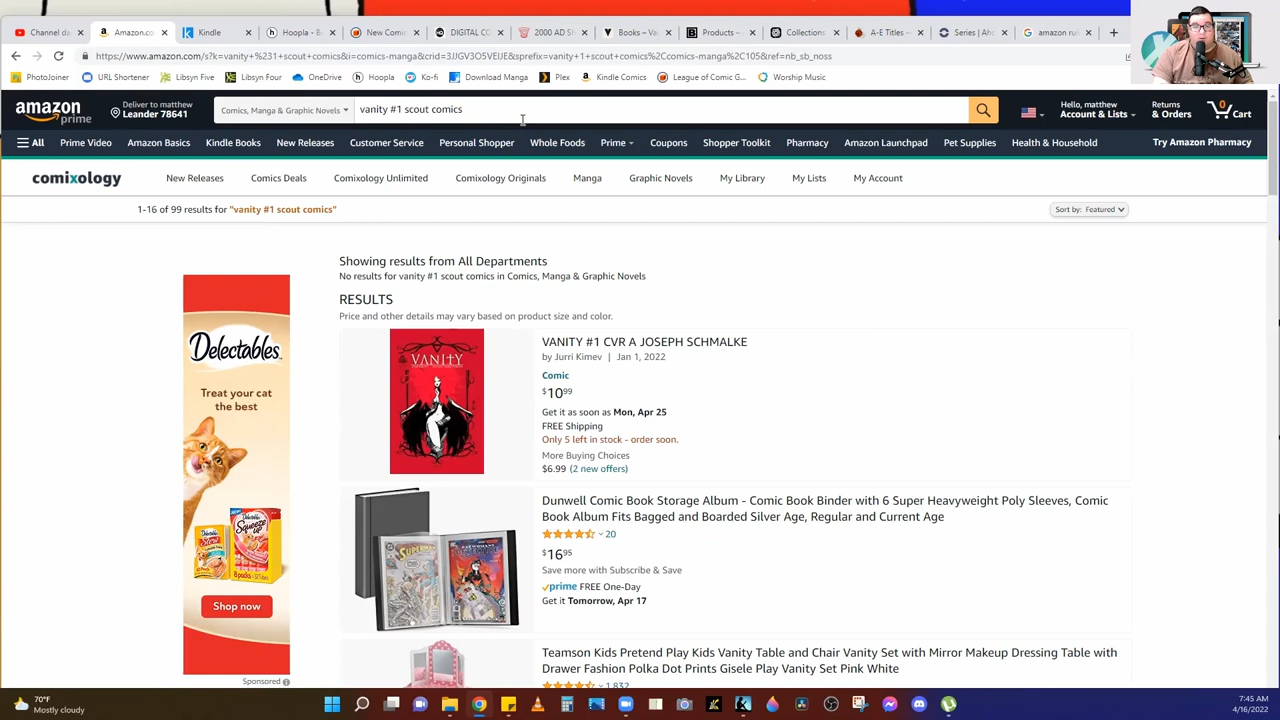 Channel da
Amazon.co
Kindle
Hoopla - B
New Comic
DIGITAL CO
2000 AD Sh
Books – Va
Products –
Collections
A-E Titles –
Series | Aho
amazon ru
https://www.amazon.com/s?k=vanity+%231+scout+comics&i=comics-manga&crid=3JJGV3O5VEIJE&sprefix=vanity+1+scout+comics%2Ccomics-manga%2C105&ref=nb_sb_noss
PhotoJoiner
URL Shortener
Libsyn Five
Libsyn Four
OneDrive
Hoopla
Ko-fi
Download Manga
Plex
Kindle Comics
League of Comic G...
Worship Music
amazon prime
Deliver to matthew
Leander 78641
Comics, Manga & Graphic Novels
vanity #1 scout comics
Hello, matthew
Account & Lists
Returns
& Orders
0
Cart
All
Prime Video
Amazon Basics
Kindle Books
New Releases
Customer Service
Personal Shopper
Whole Foods
Prime
Coupons
Shopper Toolkit
Pharmacy
Amazon Launchpad
Pet Supplies
Health & Household
Try Amazon Pharmacy
comixology
New Releases
Comics Deals
Comixology Unlimited
Comixology Originals
Manga
Graphic Novels
My Library
My Lists
My Account
1-16 of 99 results for "vanity #1 scout comics"
Sort by: Featured
Showing results from All Departments
No results for vanity #1 scout comics in Comics, Manga & Graphic Novels
RESULTS
Price and other details may vary based on product size and color.
VANITY
VANITY #1 CVR A JOSEPH SCHMALKE
by Jurri Kimev | Jan 1, 2022
Comic
$10.99
Get it as soon as Mon, Apr 25
FREE Shipping
Only 5 left in stock - order soon.
More Buying Choices
$6.99 (2 new offers)
Dunwell Comic Book Storage Album - Comic Book Binder with 6 Super Heavyweight Poly Sleeves, Comic
Book Album Fits Bagged and Boarded Silver Age, Regular and Current Age
20
$16.95
Save more with Subscribe & Save
prime FREE One-Day
Get it Tomorrow, Apr 17
Teamson Kids Pretend Play Kids Vanity Table and Chair Vanity Set with Mirror Makeup Dressing Table with
Drawer Fashion Polka Dot Prints Gisele Play Vanity Set Pink White
1,832
Delectables
Treat your cat
the best
Shop now
Sponsored
70°F
Mostly cloudy
7:45 AM
4/16/2022